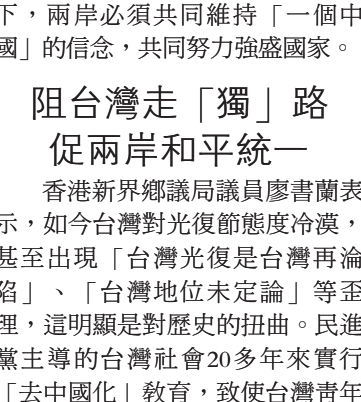 下，兩岸必須共同維持「一個中
國」的信念，共同努力強盛國家。
阻台灣走「獨」路
促兩岸和平統一
香港新界鄉議局議員廖書蘭表
示，如今台灣對光復節態度冷漠，
甚至出現「台灣光復是台灣再淪
陷」、「台灣地位未定論」等歪
理，這明顯是對歷史的扭曲。民進
黨主導的台灣社會20多年來實行
「去中國化」教育，致使台灣青年